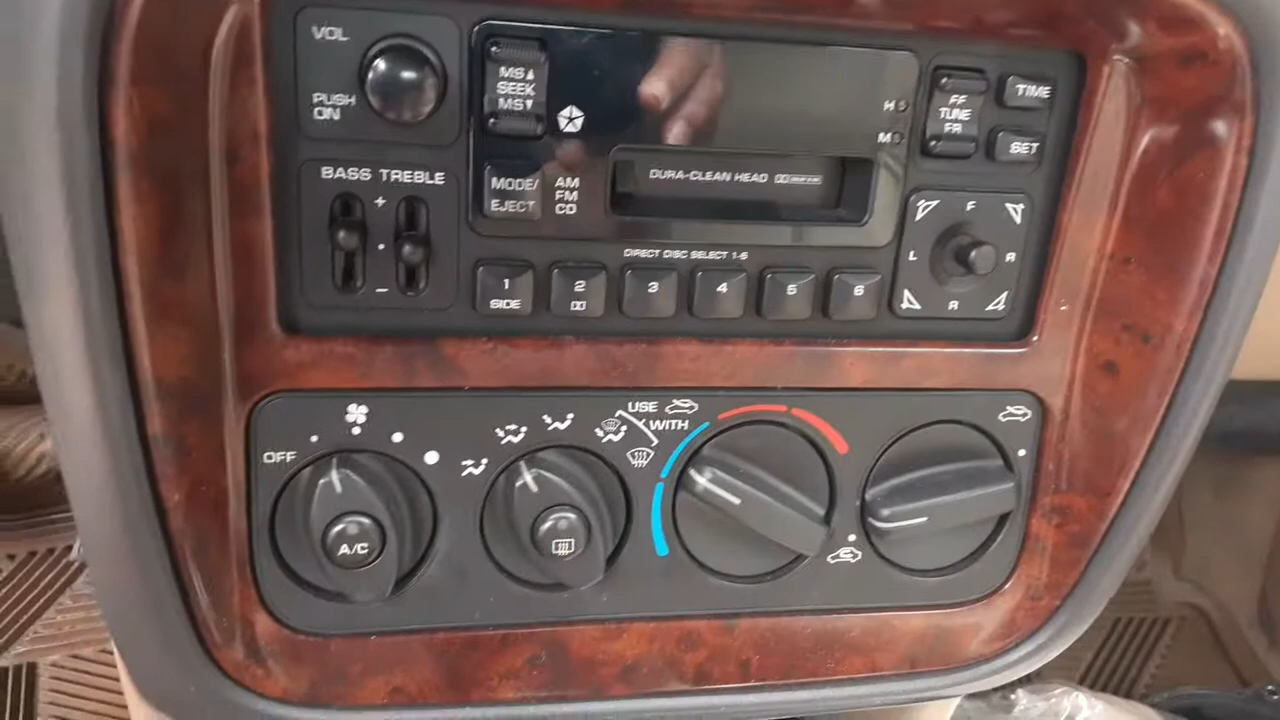 VOL
PUSH
ON
BASS TREBLE
+
-
MS▲
SEEK
MS▼
MODE/
EJECT
AM
FM
CD
DURA-CLEAN HEAD
H
M
FF
TUNE
FR
TIME
SET
F
L R
R
DIRECT DISC SELECT 1-6
1
SIDE
2
3
4
5
6
OFF
A/C
USE
WITH